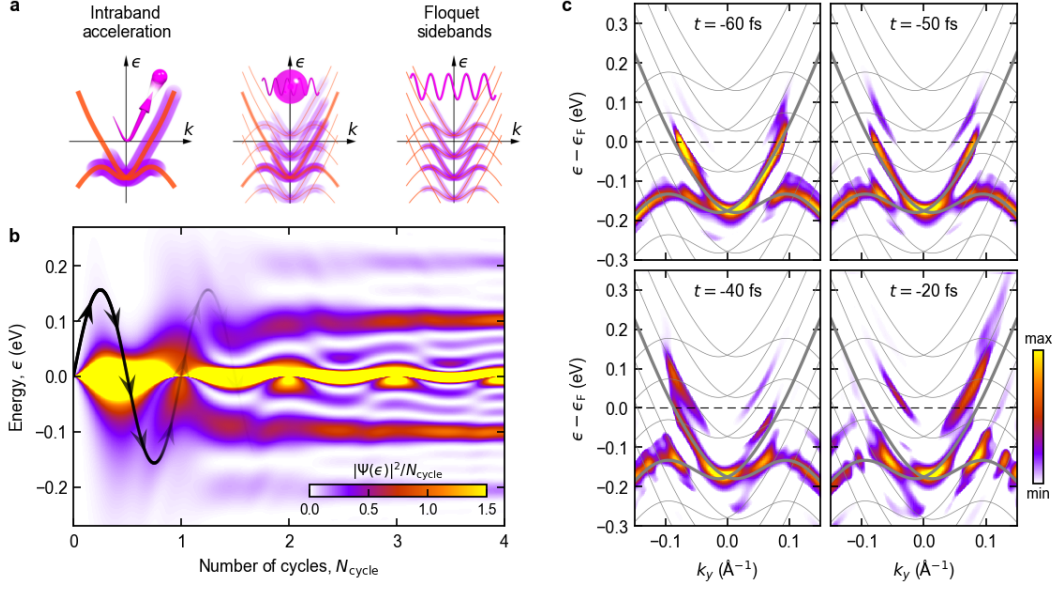 a
Intraband
acceleration
Floquet
sidebands
ϵ
k
ϵ
k
ϵ
k
b
Energy, ϵ (eV)
0.2
0.1
0.0
−0.1
−0.2
|Ψ(ϵ)|²/N_cycle
0.0 0.5 1.0 1.5
0 1 2 3 4
Number of cycles, N_cycle
c
t = -60 fs
t = -50 fs
ϵ − ϵ_F (eV)
0.3
0.2
0.1
0.0
−0.1
−0.2
−0.3
t = -40 fs
t = -20 fs
ϵ − ϵ_F (eV)
0.3
0.2
0.1
0.0
−0.1
−0.2
−0.3
−0.1 0.0 0.1
−0.1 0.0 0.1
k_y (Å⁻¹)
k_y (Å⁻¹)
max
min